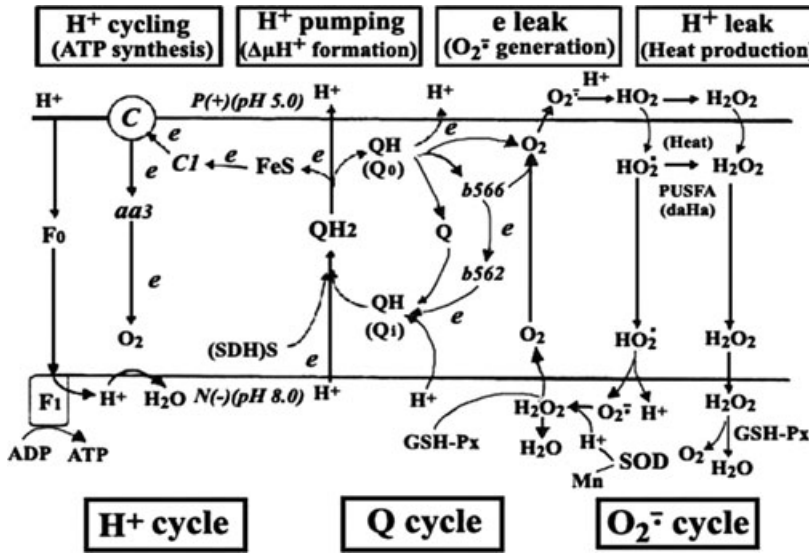 H⁺ cycling
(ATP synthesis)
H⁺ pumping
(ΔμH⁺ formation)
e leak
(O₂⁻̇ generation)
H⁺ leak
(Heat production)
H⁺
P(+)(pH 5.0)
H⁺
H⁺
O₂⁻̇
H⁺
HO₂
H₂O₂
C
e
e
C1
e
FeS
e
QH
(Q₀)
e
O₂
b566
HO₂•
(Heat)
H₂O₂
PUSFA
(daHa)
aa3
F₀
QH2
Q
e
b562
e
O₂
(SDH)S
QH
(Qi)
e
O₂
HO₂•
H₂O₂
e
F₁
H⁺
H₂O
N(-)(pH 8.0)
H⁺
H⁺
H₂O₂
O₂⁻̇
H⁺
H₂O₂
ADP
ATP
GSH-Px
H₂O
H⁺
Mn
SOD
O₂
H₂O
GSH-Px
H⁺ cycle
Q cycle
O₂⁻̇ cycle